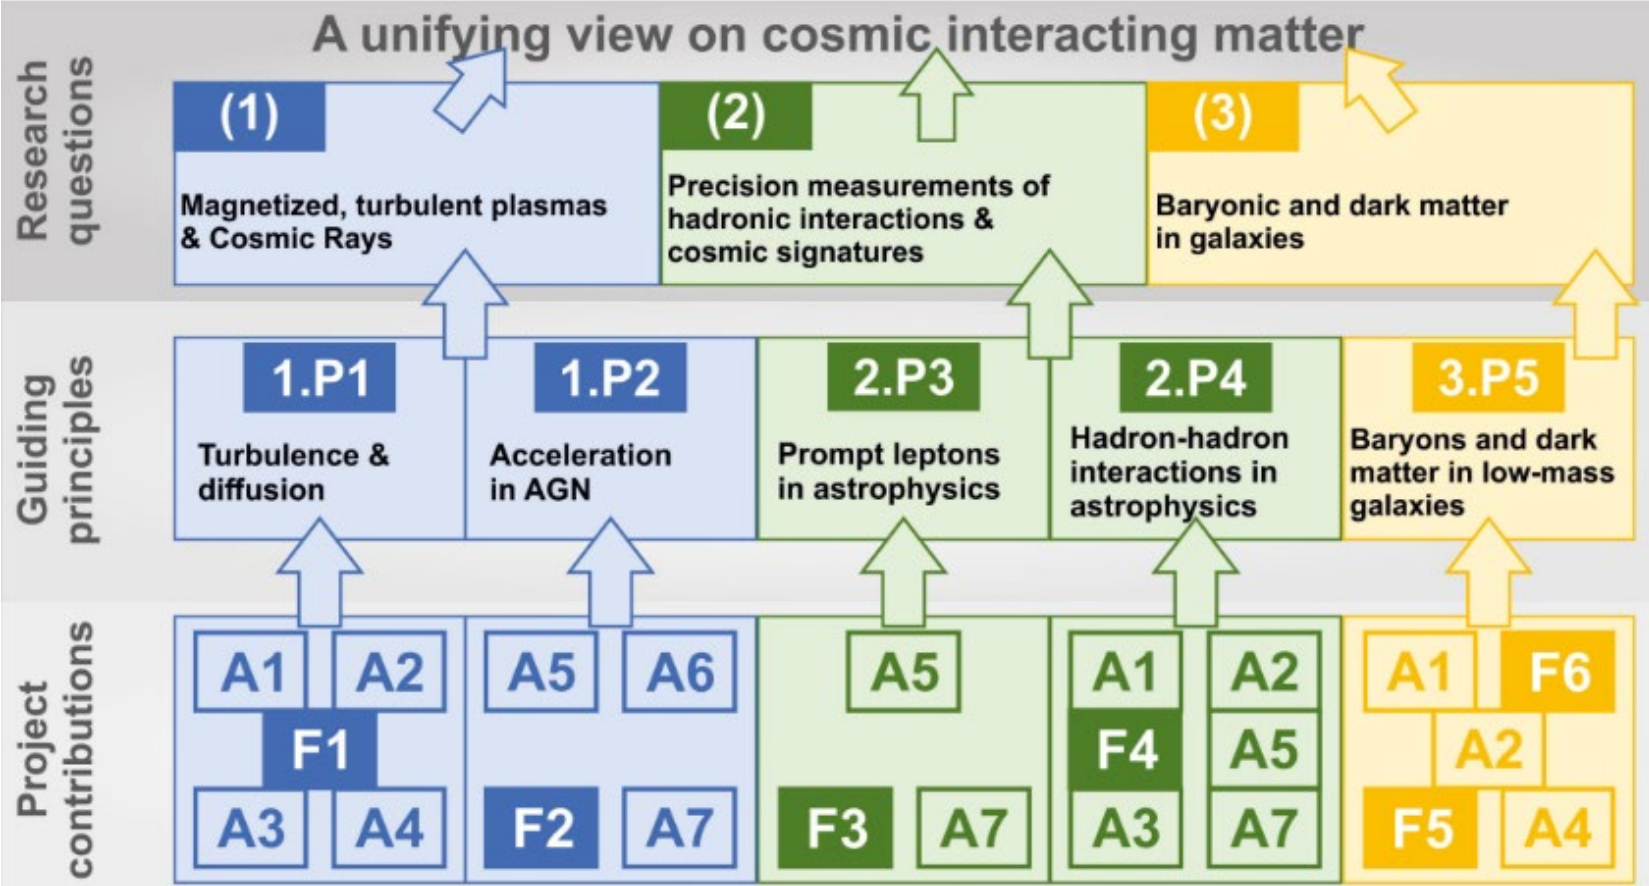 A unifying view on cosmic interacting matter
Research
questions
(1)
Magnetized, turbulent plasmas
& Cosmic Rays
(2)
Precision measurements of
hadronic interactions &
cosmic signatures
(3)
Baryonic and dark matter
in galaxies
Guiding
principles
1.P1
Turbulence &
diffusion
1.P2
Acceleration
in AGN
2.P3
Prompt leptons
in astrophysics
2.P4
Hadron-hadron
interactions in
astrophysics
3.P5
Baryons and dark
matter in low-mass
galaxies
Project
contributions
A1 A2
F1
A3 A4
A5 A6
F2 A7
A5
F3 A7
A1 A2
F4 A5
A3 A7
A1 F6
A2
F5 A4